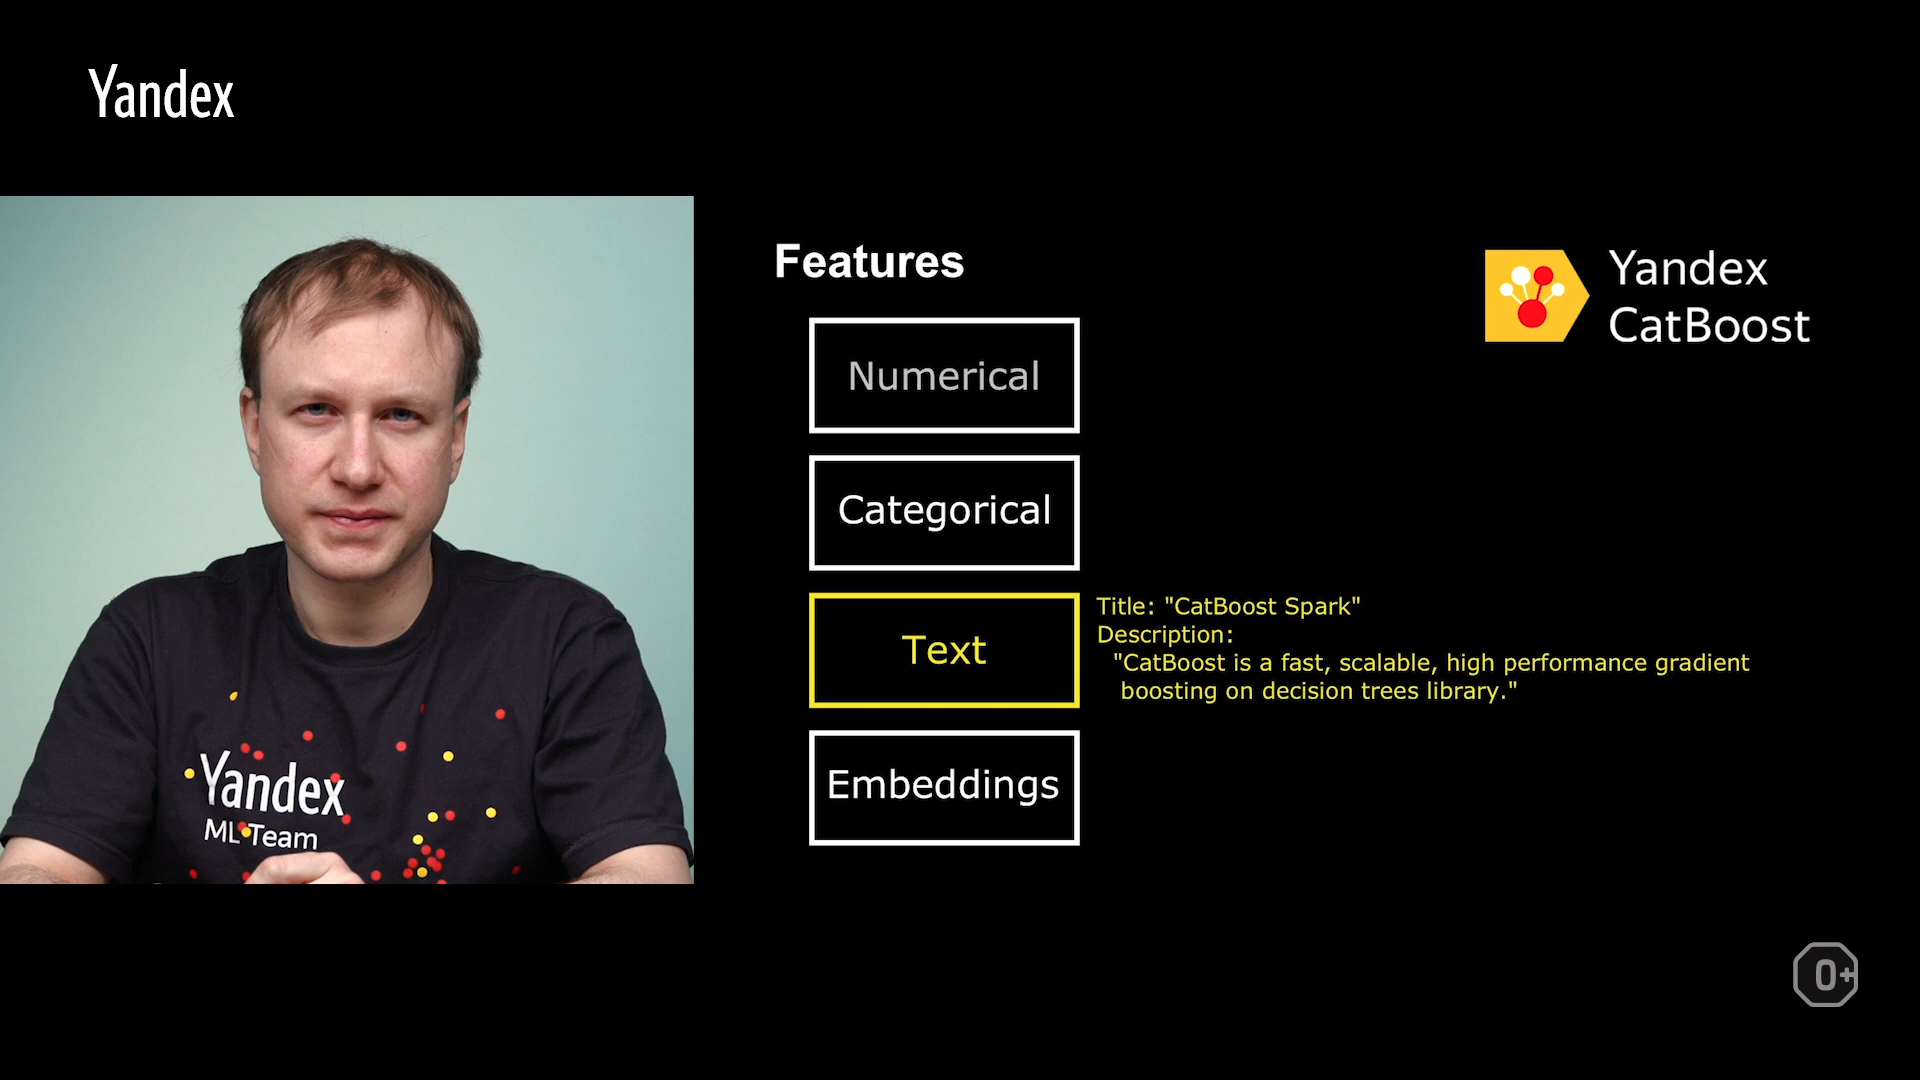 Yandex
Features
Yandex
CatBoost
Numerical
Categorical
Text
Title: "CatBoost Spark"
Description:
"CatBoost is a fast, scalable, high performance gradient
boosting on decision trees library."
Embeddings
Yandex
ML Team
0+